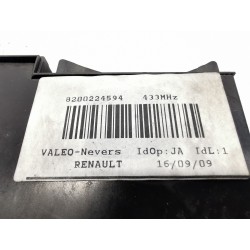 8200224594 433MHz
VALEO-Nevers IdOp:JA IdL:1
RENAULT 16/09/09